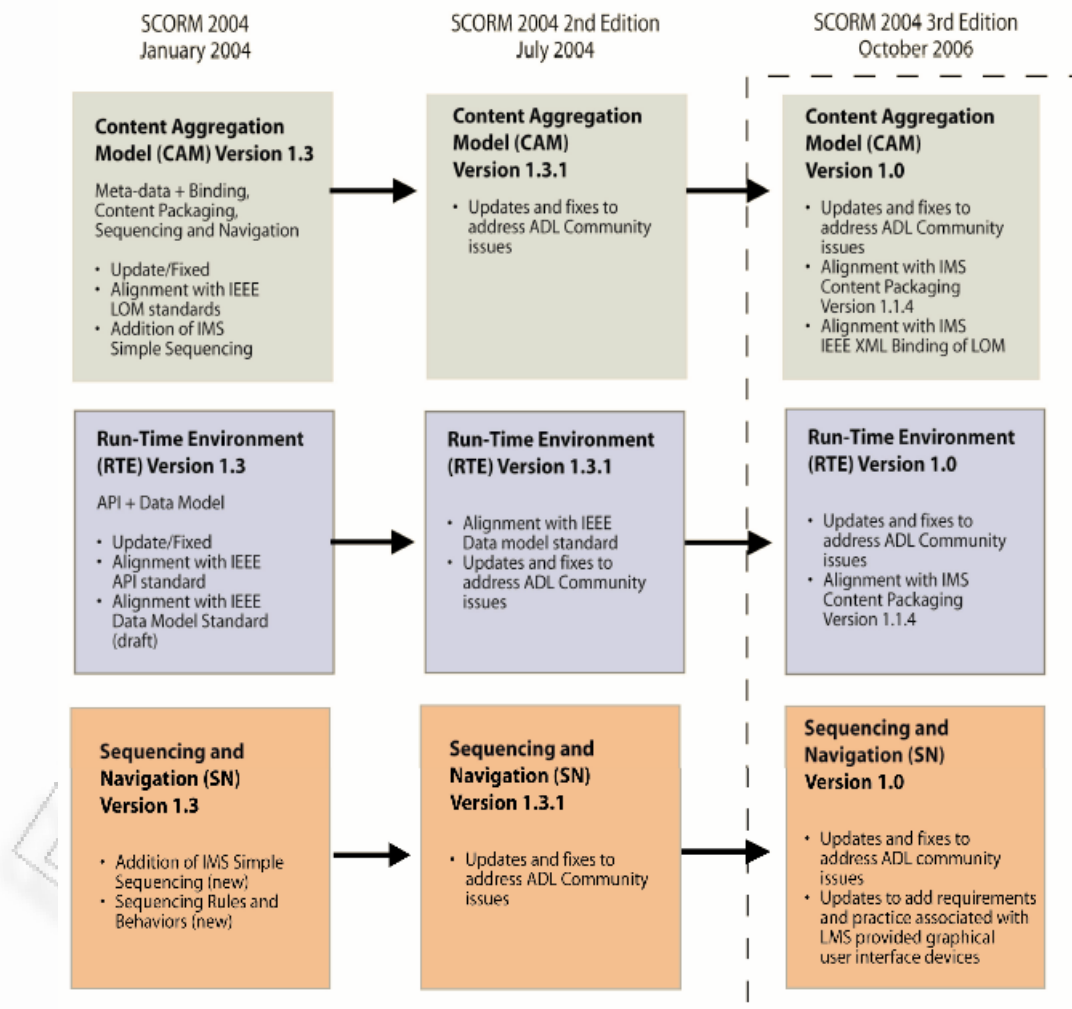 SCORM 2004
January 2004
SCORM 2004 2nd Edition
July 2004
SCORM 2004 3rd Edition
October 2006
Content Aggregation
Model (CAM) Version 1.3
Meta-data + Binding,
Content Packaging,
Sequencing and Navigation
• Update/Fixed
• Alignment with IEEE
LOM standards
• Addition of IMS
Simple Sequencing
Content Aggregation
Model (CAM)
Version 1.3.1
• Updates and fixes to
address ADL Community
issues
Content Aggregation
Model (CAM)
Version 1.0
• Updates and fixes to
address ADL Community
issues
• Alignment with IMS
Content Packaging
Version 1.1.4
• Alignment with IMS
IEEE XML Binding of LOM
Run-Time Environment
(RTE) Version 1.3
API + Data Model
• Update/Fixed
• Alignment with IEEE
API standard
• Alignment with IEEE
Data Model Standard
(draft)
Run-Time Environment
(RTE) Version 1.3.1
• Alignment with IEEE
Data model standard
• Updates and fixes to
address ADL Community
issues
Run-Time Environment
(RTE) Version 1.0
• Updates and fixes to
address ADL Community
issues
• Alignment with IMS
Content Packaging
Version 1.1.4
Sequencing and
Navigation (SN)
Version 1.3
• Addition of IMS Simple
Sequencing (new)
• Sequencing Rules and
Behaviors (new)
Sequencing and
Navigation (SN)
Version 1.3.1
• Updates and fixes to
address ADL Community
issues
Sequencing and
Navigation (SN)
Version 1.0
• Updates and fixes to
address ADL community
issues
• Updates to add requirements
and practice associated with
LMS provided graphical
user interface devices